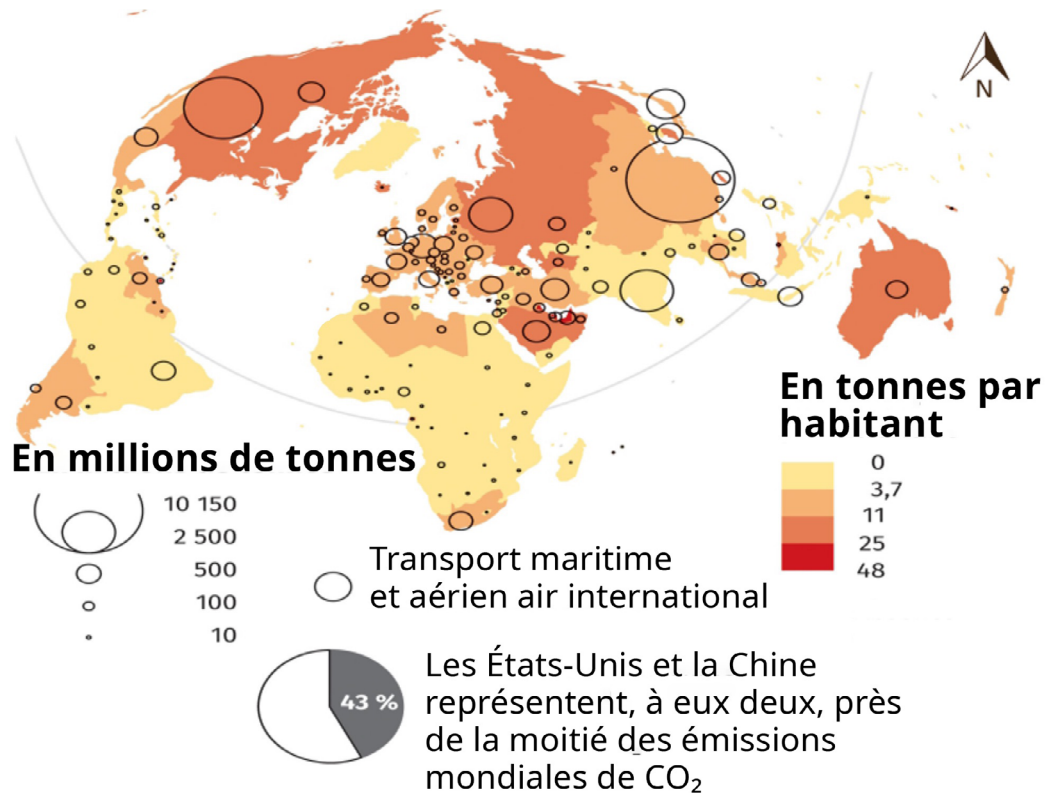 N
En tonnes par
habitant
0
3,7
11
25
48
En millions de tonnes
10 150
2 500
500
100
10
Transport maritime
et aérien air international
43 %
Les États-Unis et la Chine
représentent, à eux deux, près
de la moitié des émissions
mondiales de CO₂